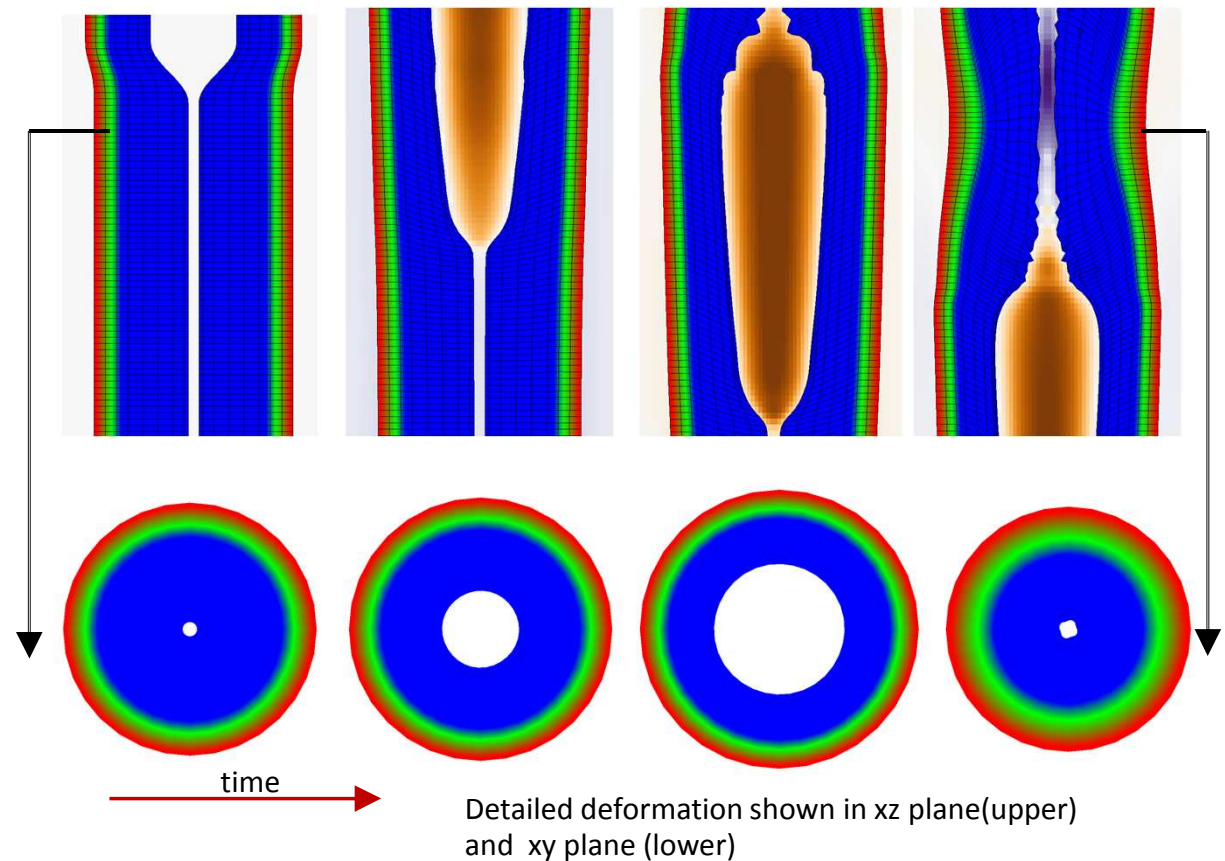 time
Detailed deformation shown in xz plane(upper)
and  xy plane (lower)